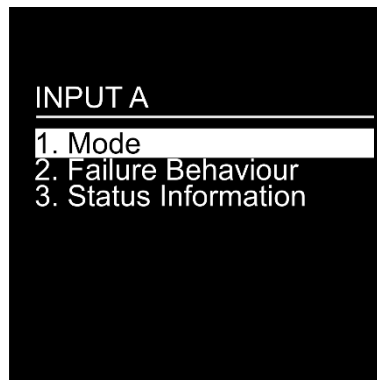 INPUT A
1. Mode
2. Failure Behaviour
3. Status Information